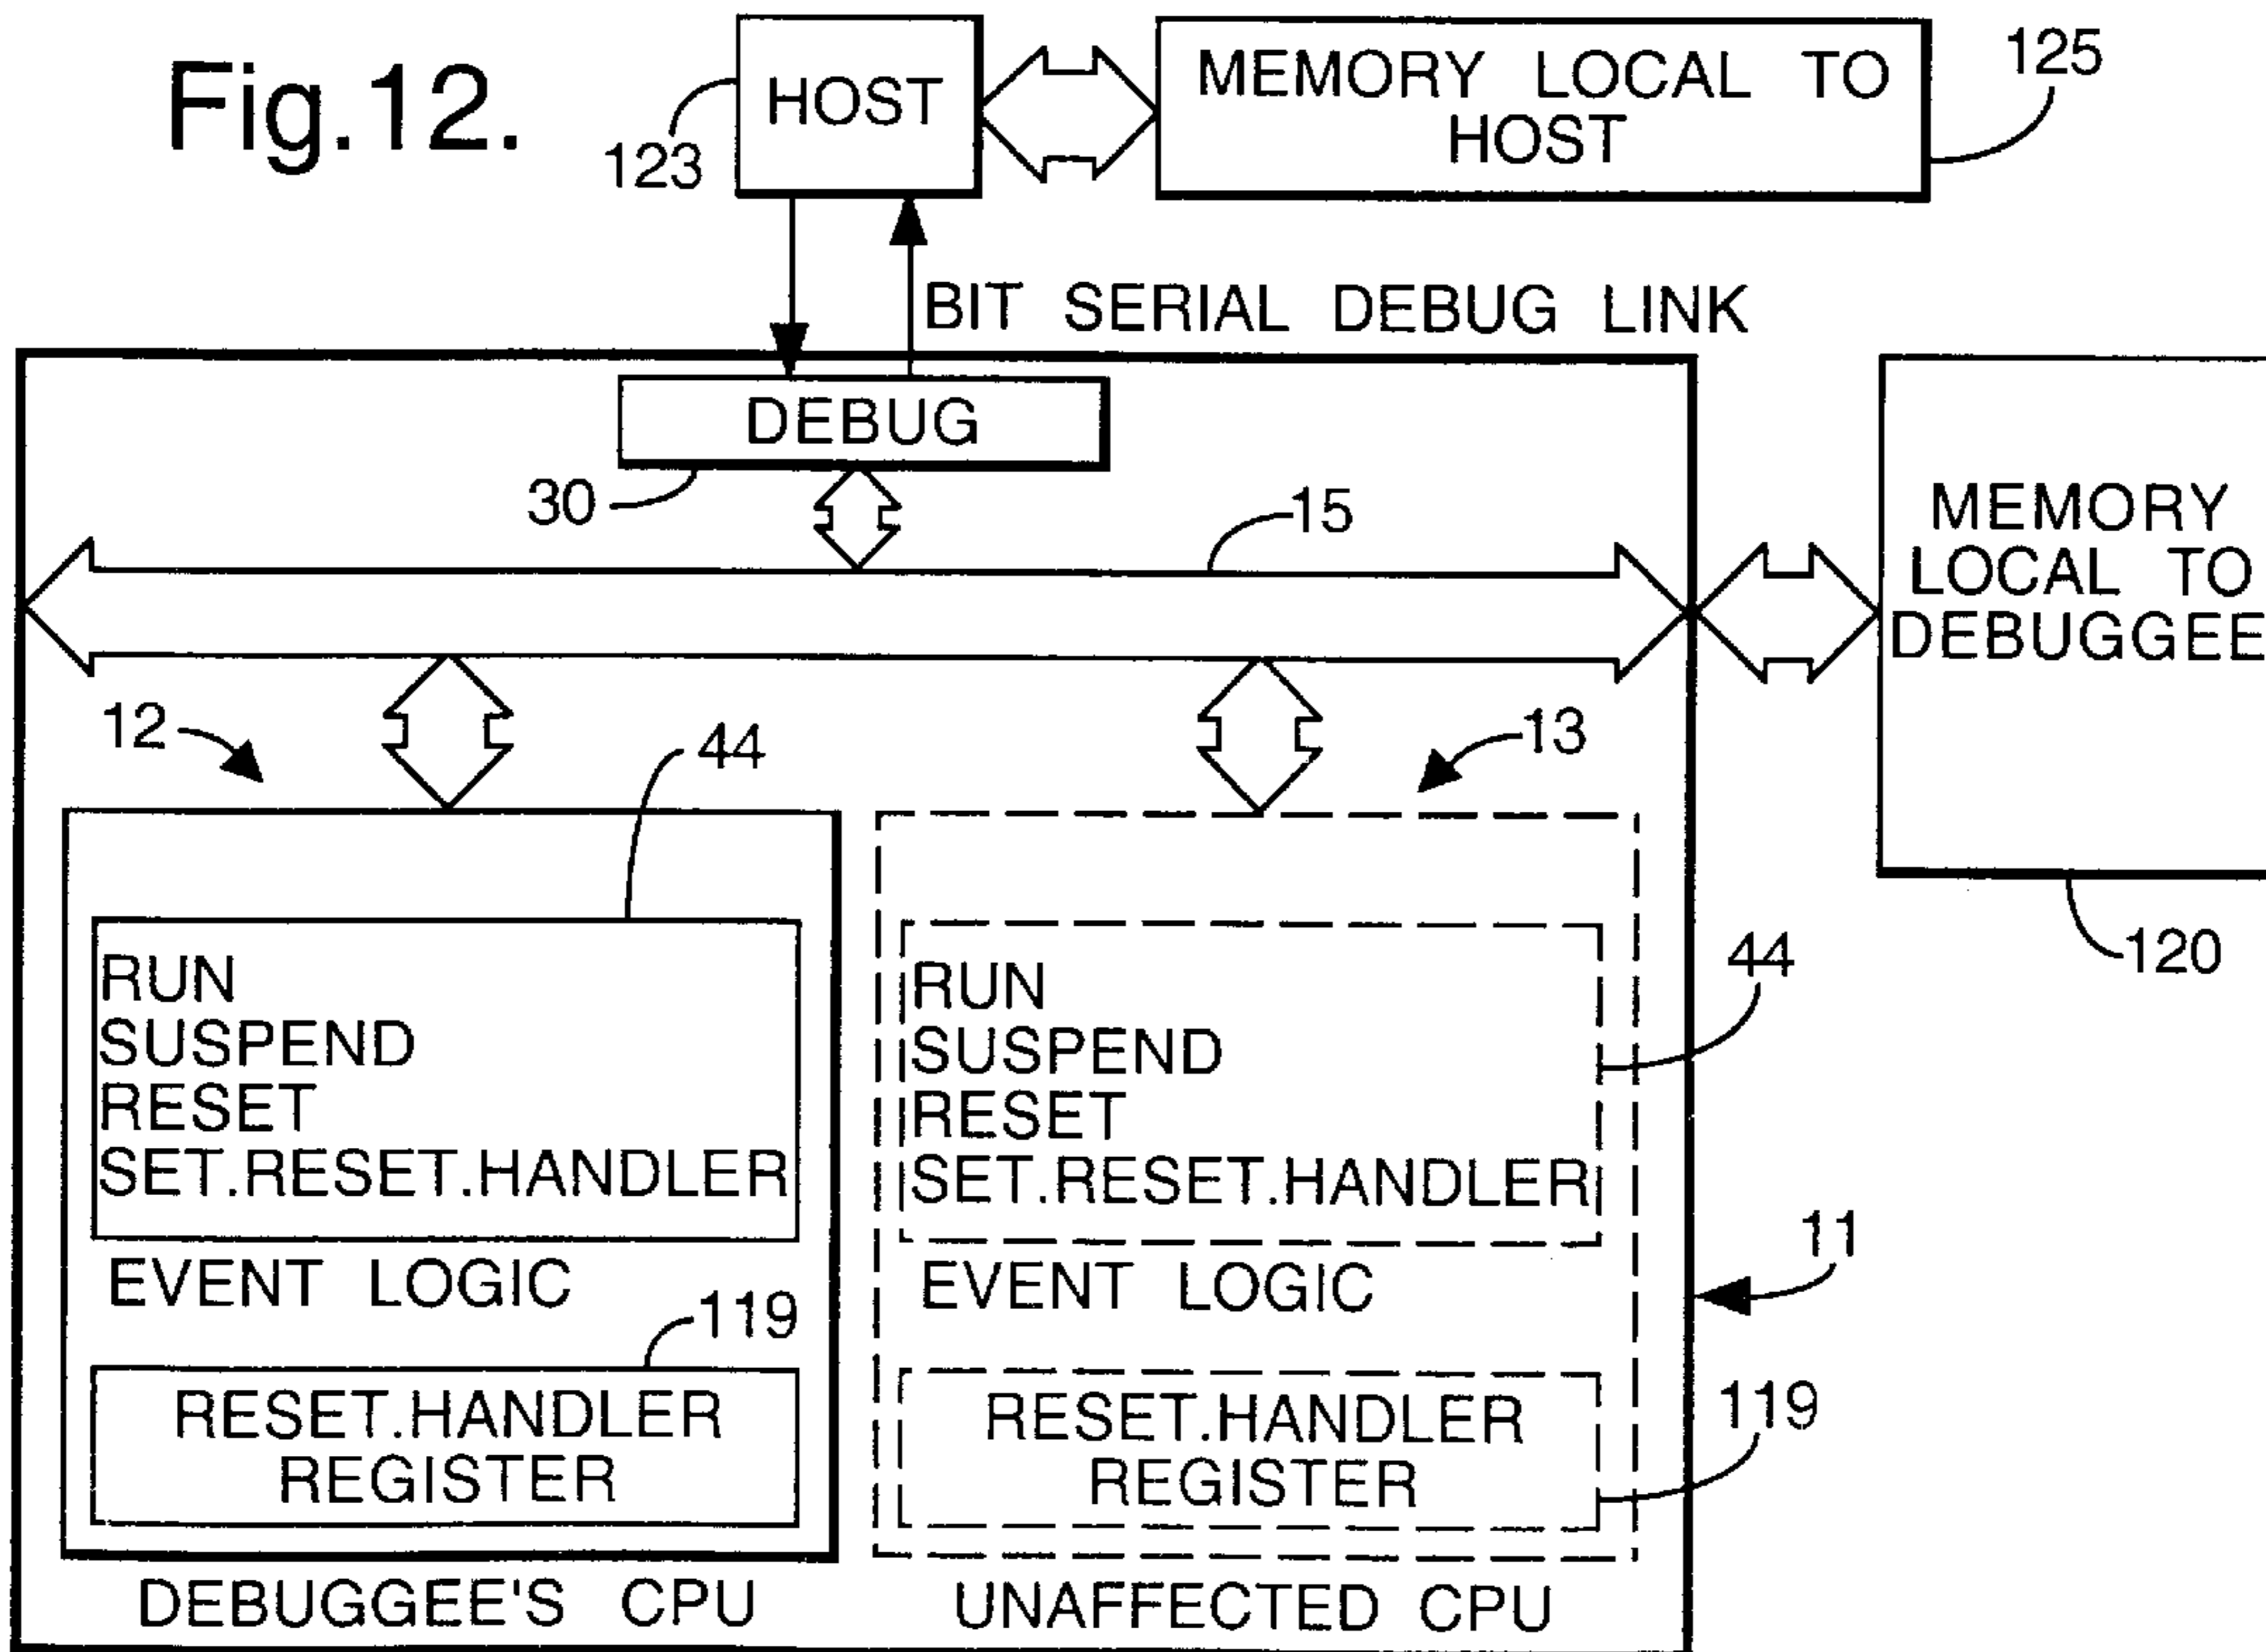 Fig.12.
HOST
MEMORY LOCAL TO
HOST
125
123
BIT SERIAL DEBUG LINK
DEBUG
30
15
MEMORY
LOCAL TO
DEBUGGEE
12
44
13
120
RUN
SUSPEND
RESET
SET.RESET.HANDLER
EVENT LOGIC
119
RESET.HANDLER
REGISTER
DEBUGGEE'S CPU
RUN
SUSPEND
RESET
SET.RESET.HANDLER
44
EVENT LOGIC
11
RESET.HANDLER
REGISTER
119
UNAFFECTED CPU